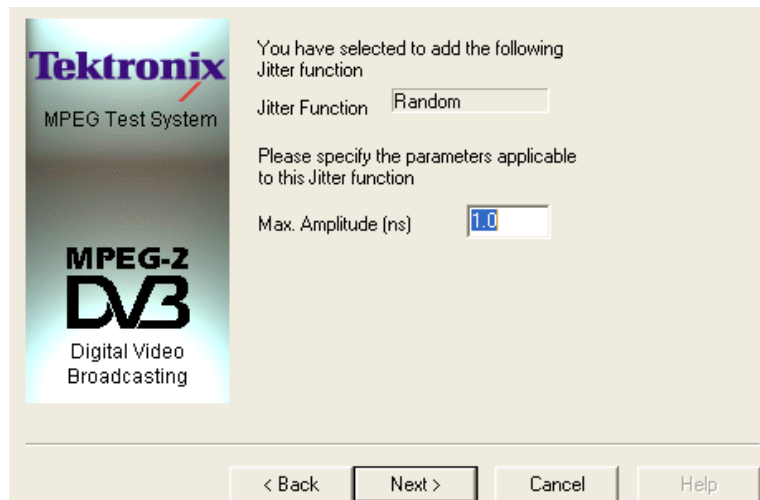 Tektronix
MPEG Test System
MPEG-2
DVB
Digital Video
Broadcasting
You have selected to add the following
Jitter function
Jitter Function Random
Please specify the parameters applicable
to this Jitter function
Max. Amplitude (ns) 1.0
< Back Next > Cancel Help